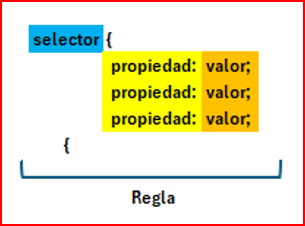 selector {
propiedad: valor;
propiedad: valor;
propiedad: valor;
{
Regla